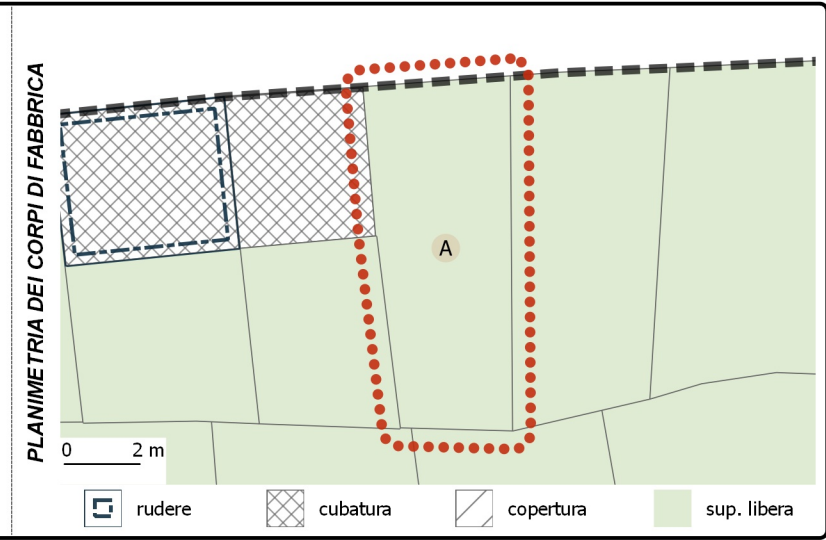 PLANIMETRIA DEI CORPI DI FABBRICA
A
0 2 m
rudere cubatura copertura sup. libera